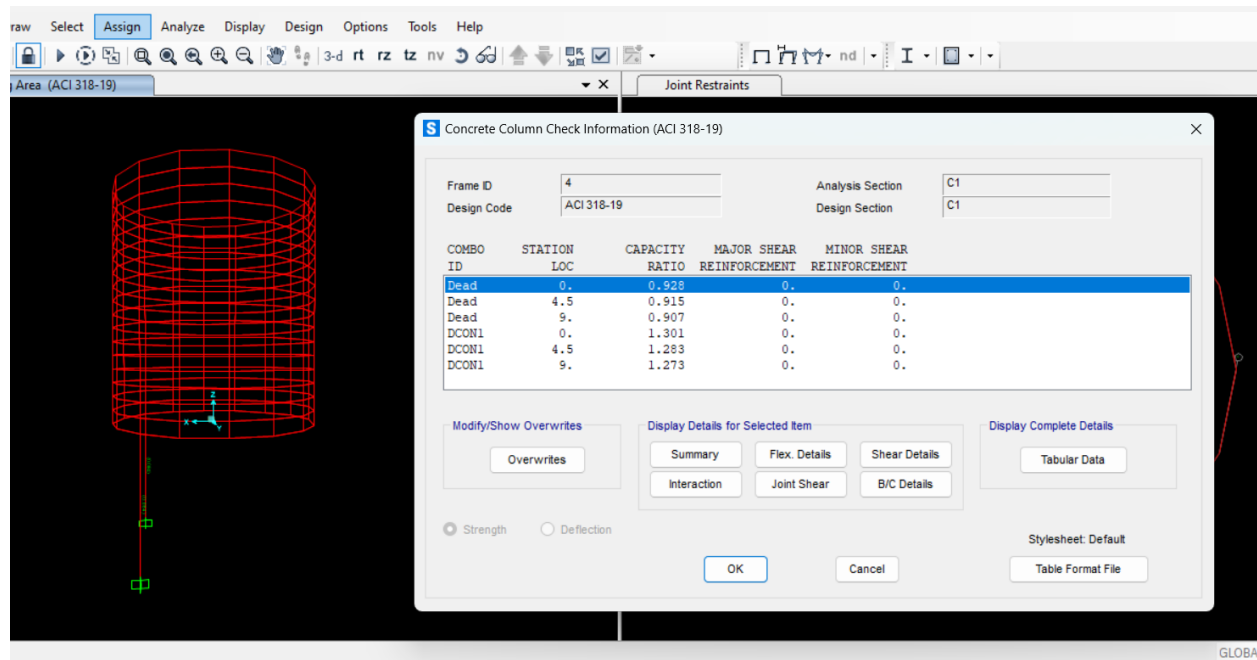 raw Select Assign Analyze Display Design Options Tools Help
3-d rt rz tz nv nd
Area (ACI 318-19)
Joint Restraints
S Concrete Column Check Information (ACI 318-19)
Frame ID 4 Analysis Section C1
Design Code ACI 318-19 Design Section C1
COMBO STATION CAPACITY MAJOR SHEAR MINOR SHEAR
ID LOC RATIO REINFORCEMENT REINFORCEMENT
Dead 0. 0.928 0. 0.
Dead 4.5 0.915 0. 0.
Dead 9. 0.907 0. 0.
DCON1 0. 1.301 0. 0.
DCON1 4.5 1.283 0. 0.
DCON1 9. 1.273 0. 0.
Modify/Show Overwrites Display Details for Selected Item Display Complete Details
Overwrites Summary Flex. Details Shear Details Tabular Data
Interaction Joint Shear B/C Details
Strength Deflection
Stylesheet: Default
OK Cancel Table Format File
Z
X Y
GLOBA